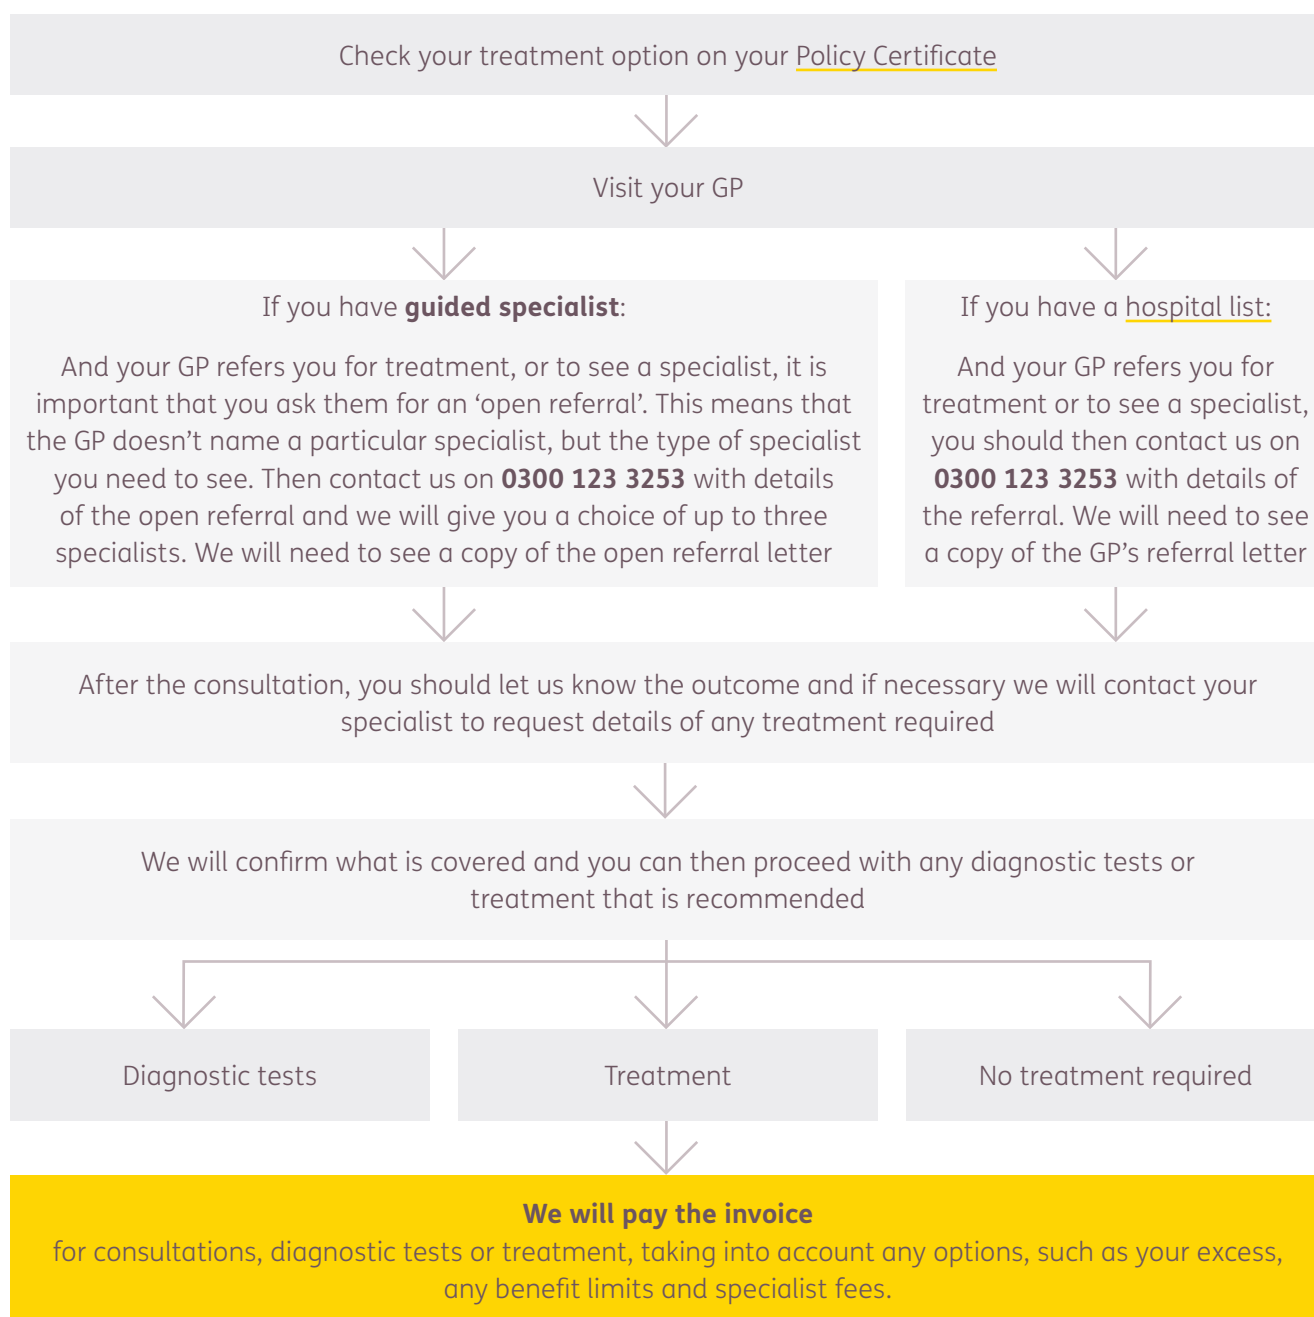 Check your treatment option on your Policy Certificate
Visit your GP
If you have guided specialist:
And your GP refers you for treatment, or to see a specialist, it is
important that you ask them for an ‘open referral’. This means that
the GP doesn’t name a particular specialist, but the type of specialist
you need to see. Then contact us on 0300 123 3253 with details
of the open referral and we will give you a choice of up to three
specialists. We will need to see a copy of the open referral letter
If you have a hospital list:
And your GP refers you for
treatment or to see a specialist,
you should then contact us on
0300 123 3253 with details of
the referral. We will need to see
a copy of the GP’s referral letter
After the consultation, you should let us know the outcome and if necessary we will contact your
specialist to request details of any treatment required
We will confirm what is covered and you can then proceed with any diagnostic tests or
treatment that is recommended
Diagnostic tests
Treatment
No treatment required
We will pay the invoice
for consultations, diagnostic tests or treatment, taking into account any options, such as your excess,
any benefit limits and specialist fees.